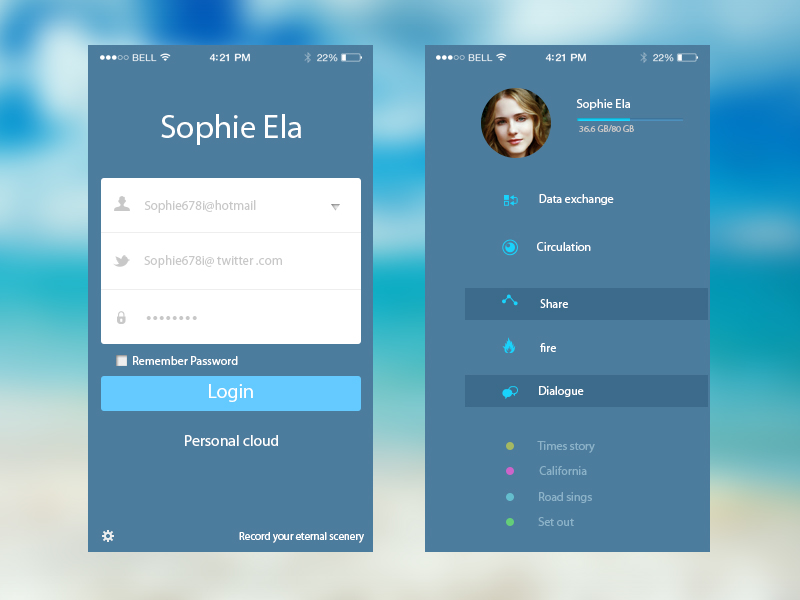 BELL 4:21 PM 22%
Sophie Ela
Sophie678i@hotmail
Sophie678i@ twitter .com
Remember Password
Login
Personal cloud
Record your eternal scenery
BELL 4:21 PM 22%
Sophie Ela
36.6 GB/80 GB
Data exchange
Circulation
Share
fire
Dialogue
Times story
California
Road sings
Set out